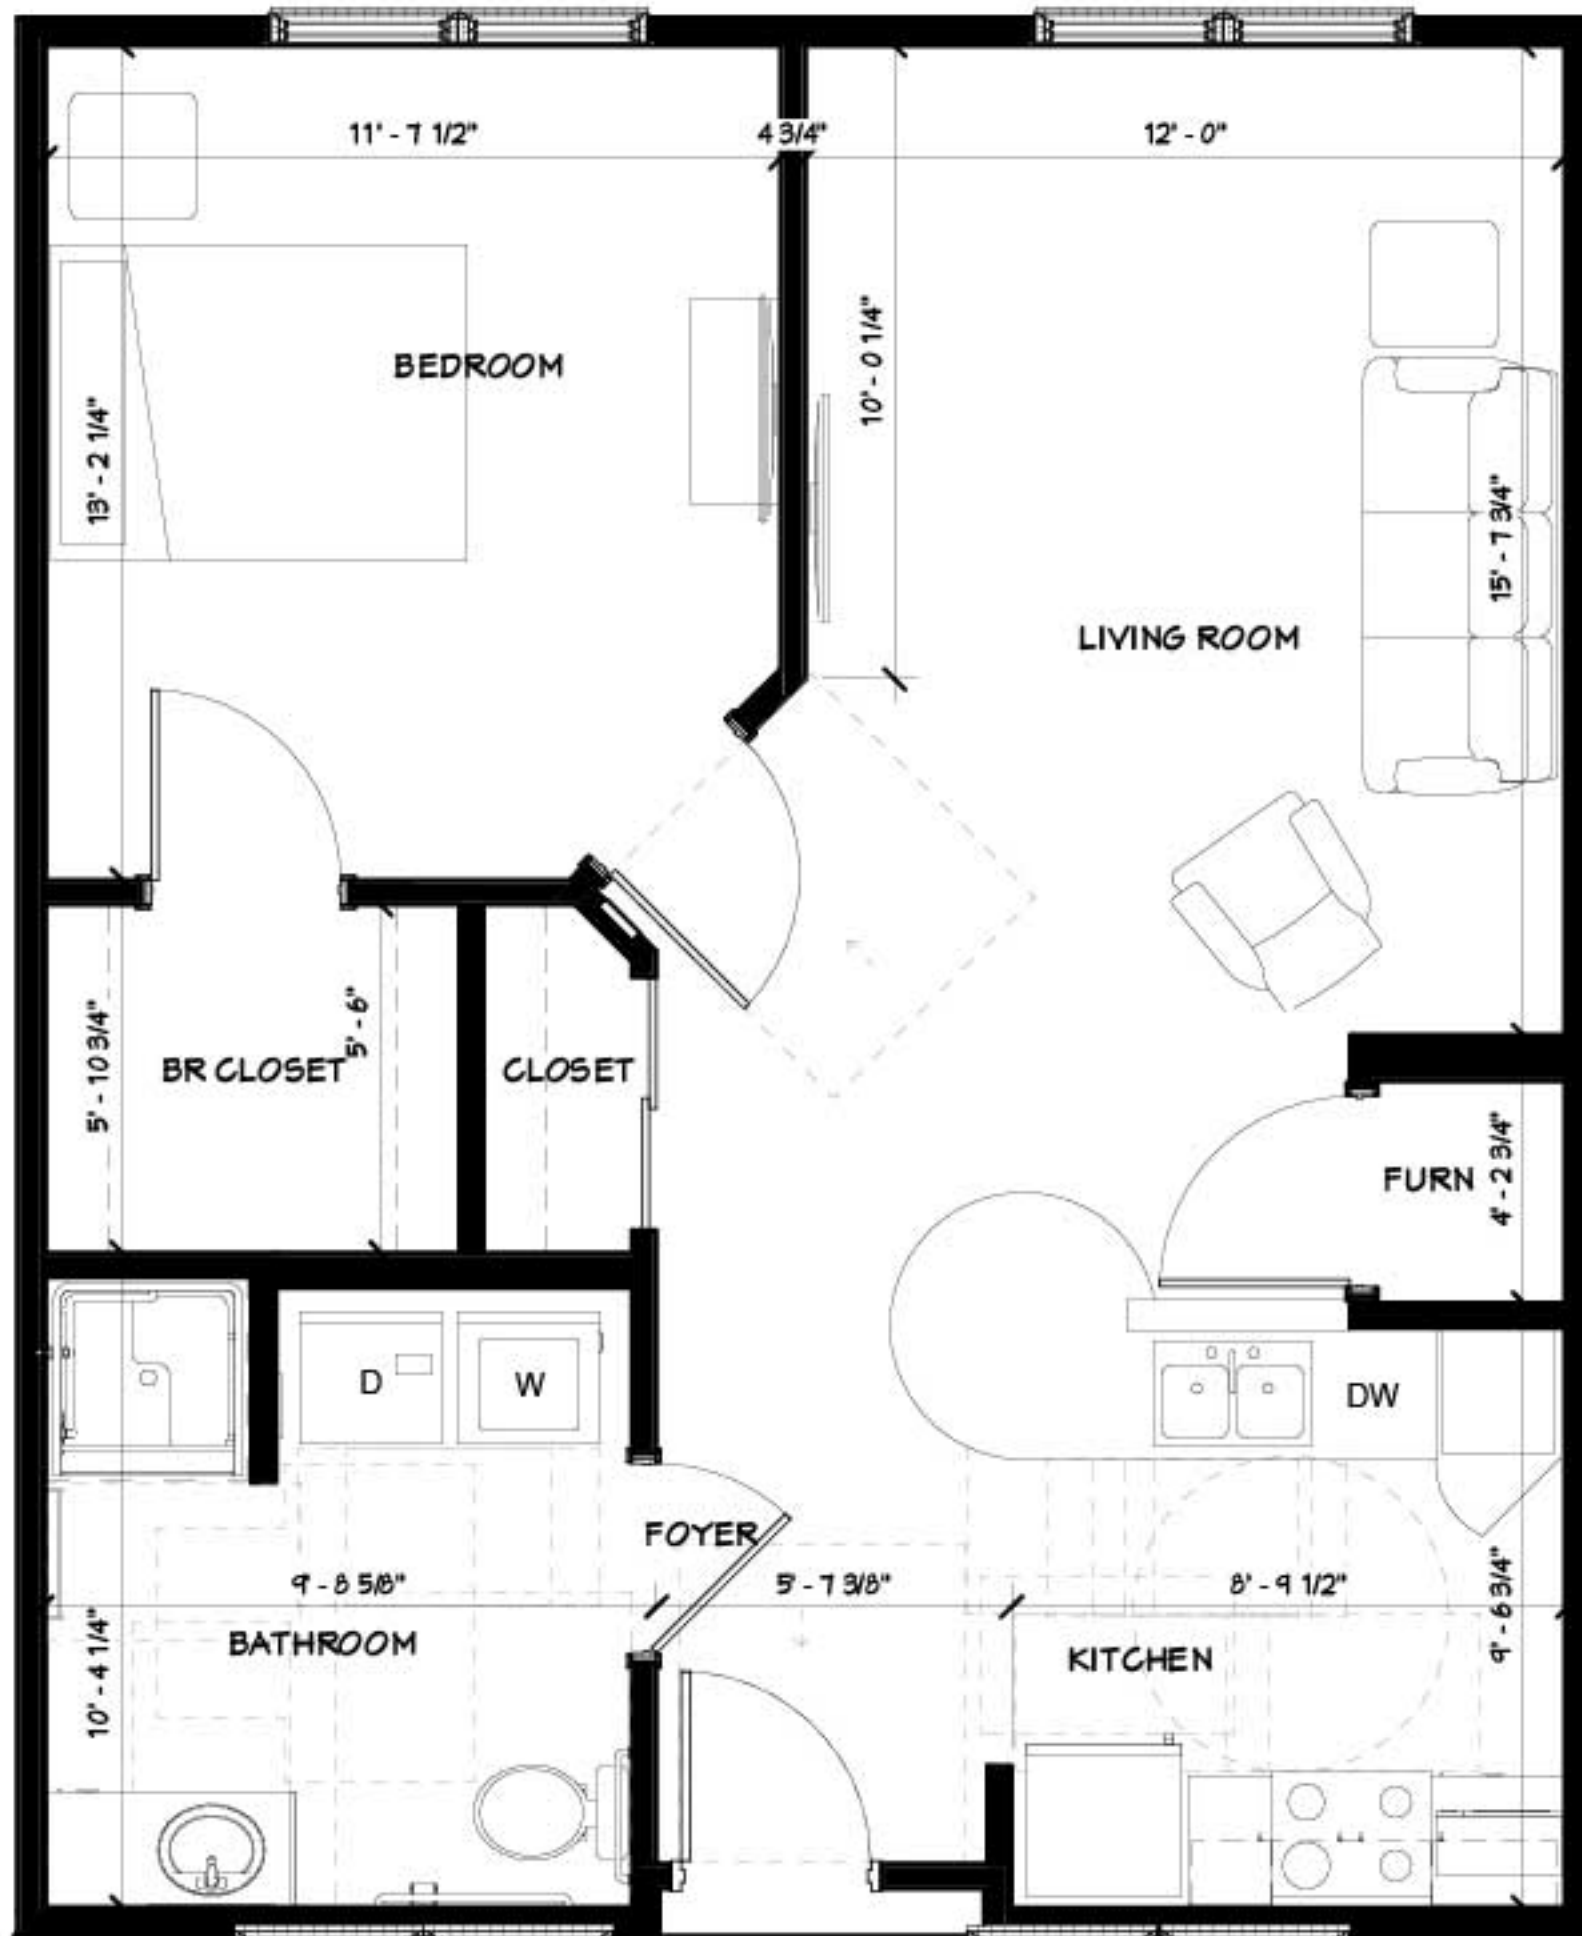 11' - 7 1/2"
4 3/4"
12' - 0"
10' - 0 1/4"
BEDROOM
13' - 2 1/4"
15' - 7 3/4"
LIVING ROOM
5' - 10 3/4"
5' - 6"
BR CLOSET
CLOSET
FURN
4' - 2 3/4"
D
W
DW
FOYER
9' - 8 5/8"
5' - 7 3/8"
8' - 9 1/2"
9' - 6 3/4"
10' - 4 1/4"
BATHROOM
KITCHEN